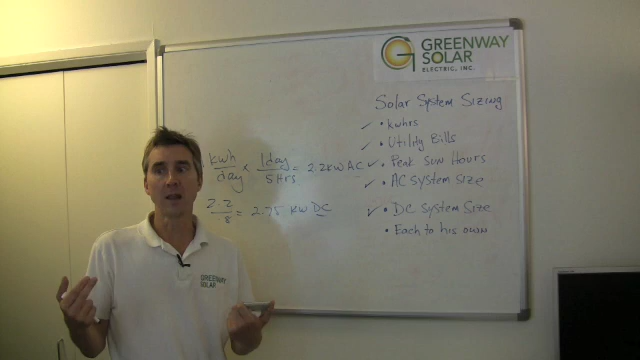 GREENWAY
SOLAR
ELECTRIC, INC.
Solar System Sizing
✓ • kwhrs
✓ • Utility Bills
✓ • Peak Sun Hours
✓ • AC System Size
✓ • DC System Size
• Each to his own
kwh/day × 1day/5Hrs = 2.2kW AC
2.2/.8 = 2.75 kW DC
GREENWAY
SOLAR